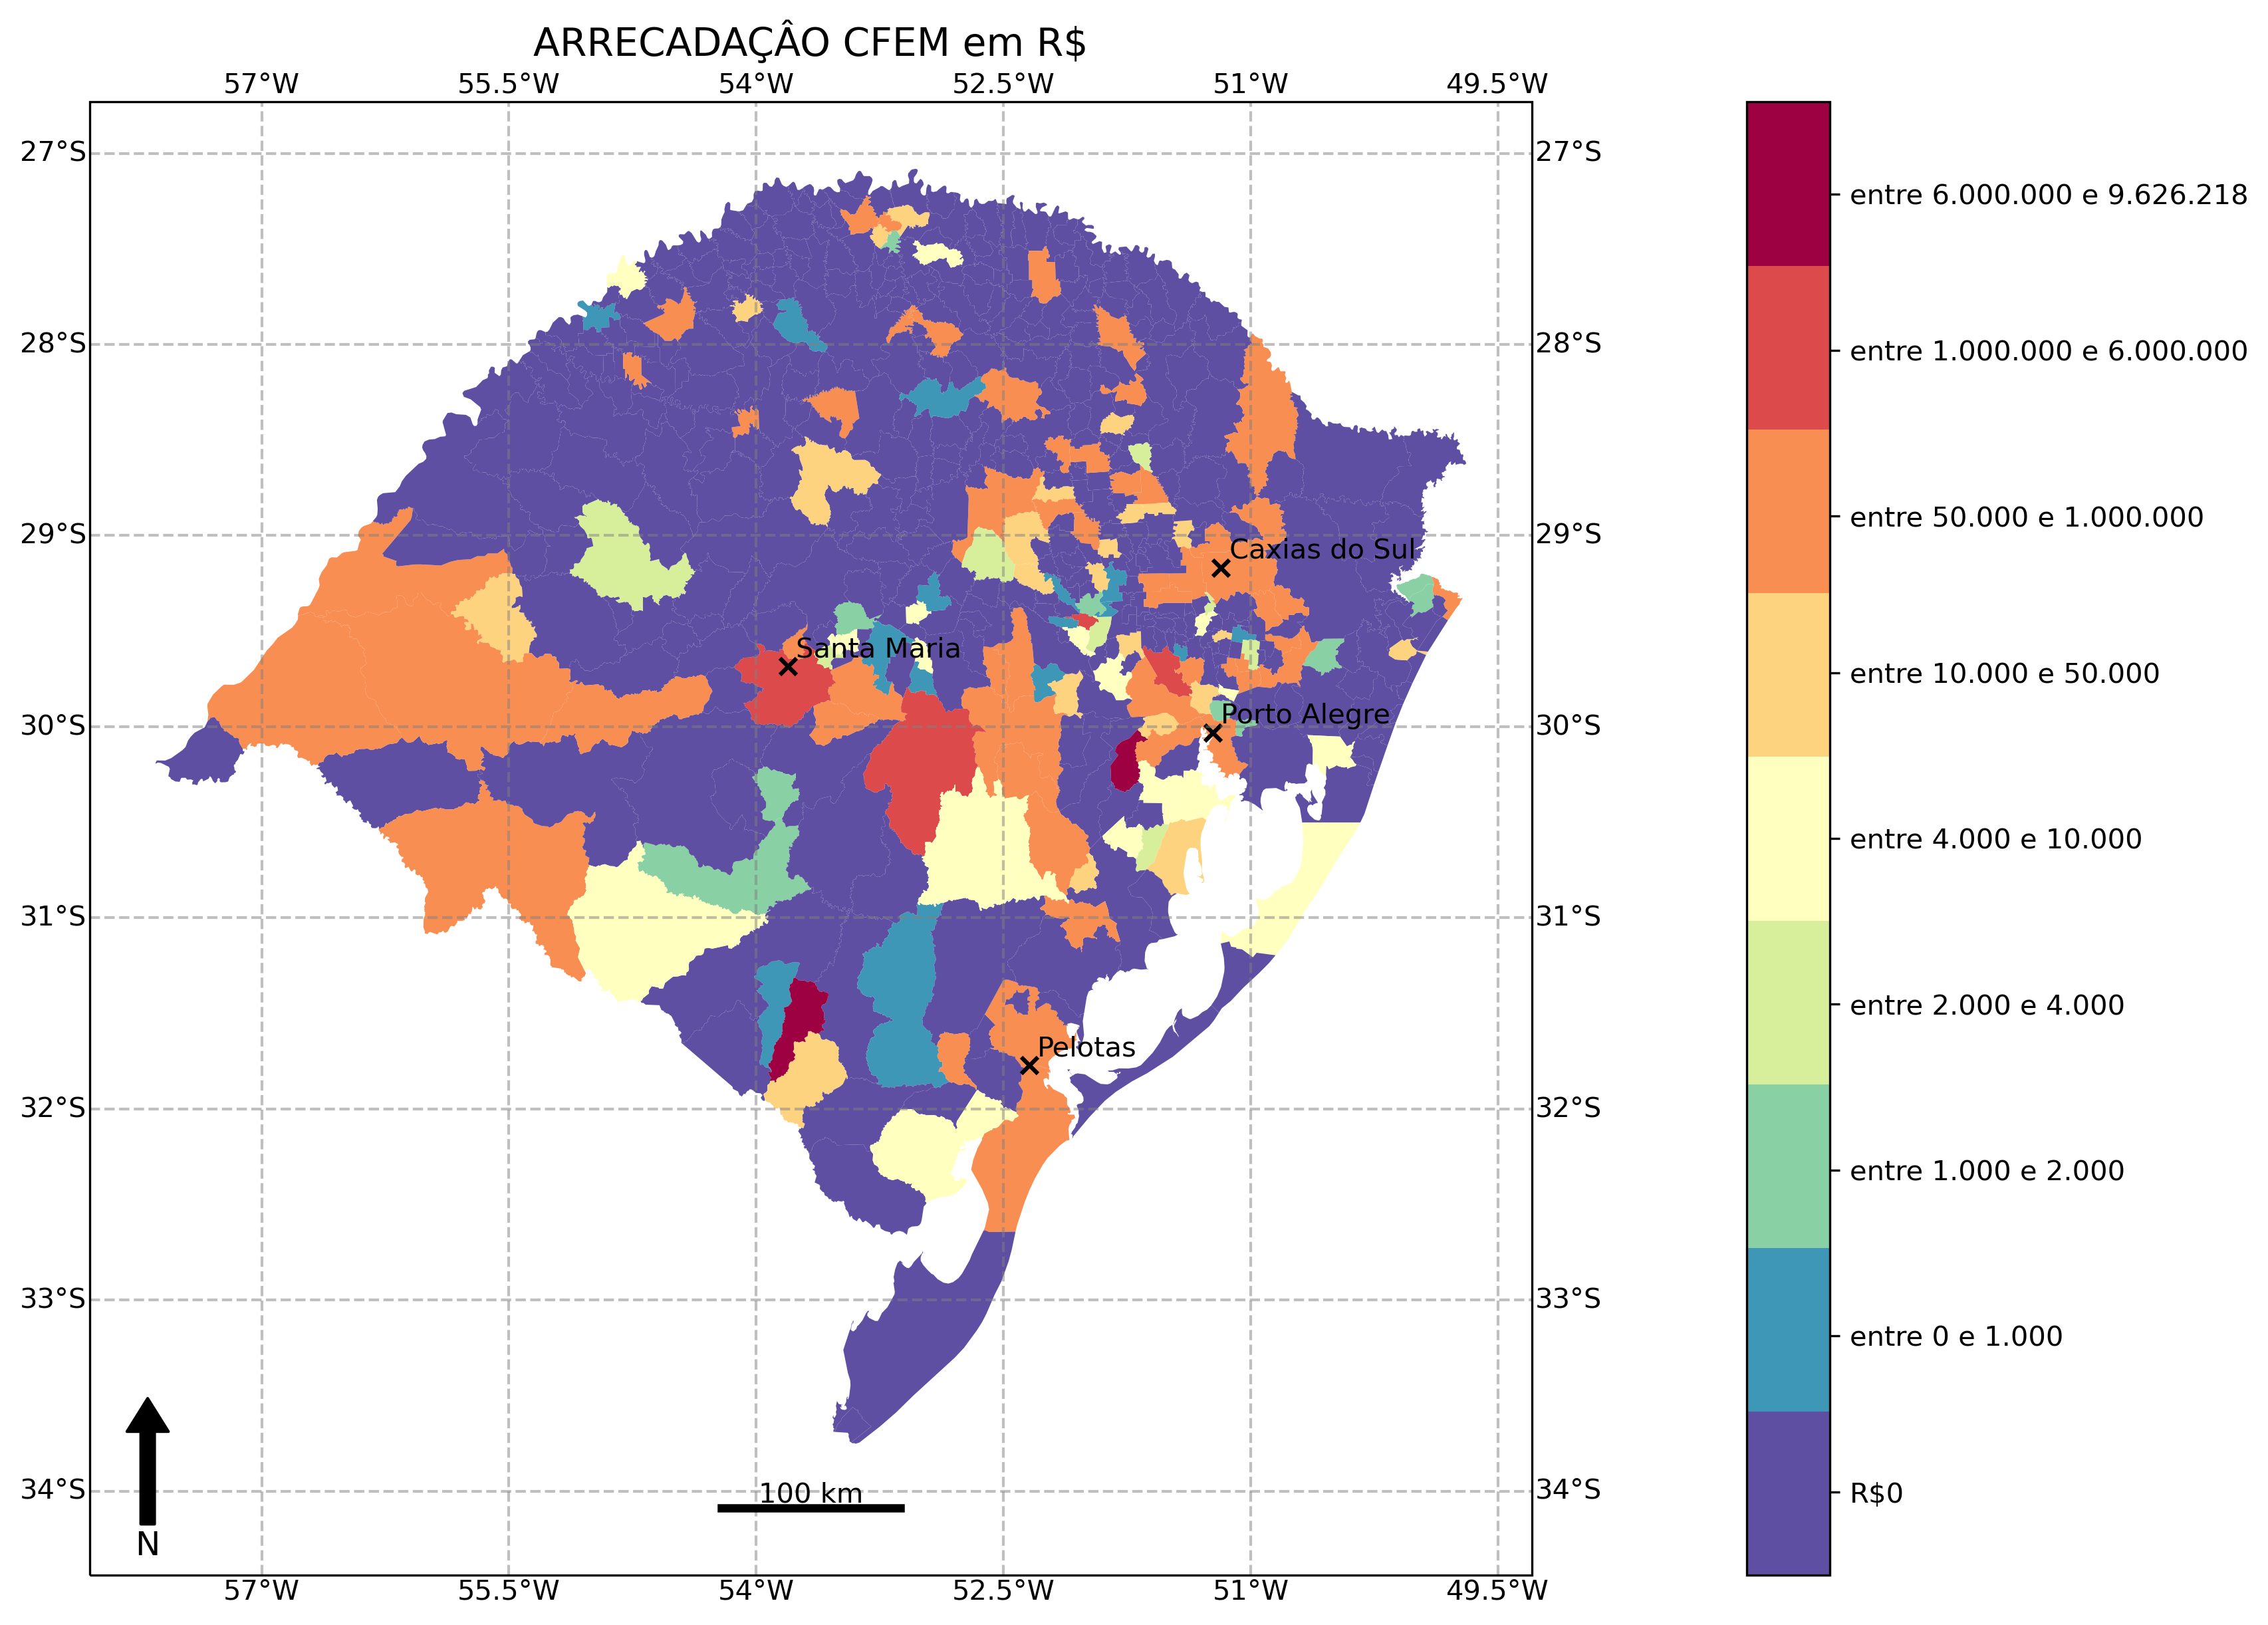 ARRECADAÇÂO CFEM em R$
57°W 55.5°W 54°W 52.5°W 51°W 49.5°W
27°S 27°S
28°S 28°S
29°S 29°S
Caxias do Sul
Santa Maria
30°S 30°S
Porto Alegre
31°S 31°S
Pelotas
32°S 32°S
33°S 33°S
34°S 34°S
100 km
N
57°W 55.5°W 54°W 52.5°W 51°W 49.5°W
entre 6.000.000 e 9.626.218
entre 1.000.000 e 6.000.000
entre 50.000 e 1.000.000
entre 10.000 e 50.000
entre 4.000 e 10.000
entre 2.000 e 4.000
entre 1.000 e 2.000
entre 0 e 1.000
R$0